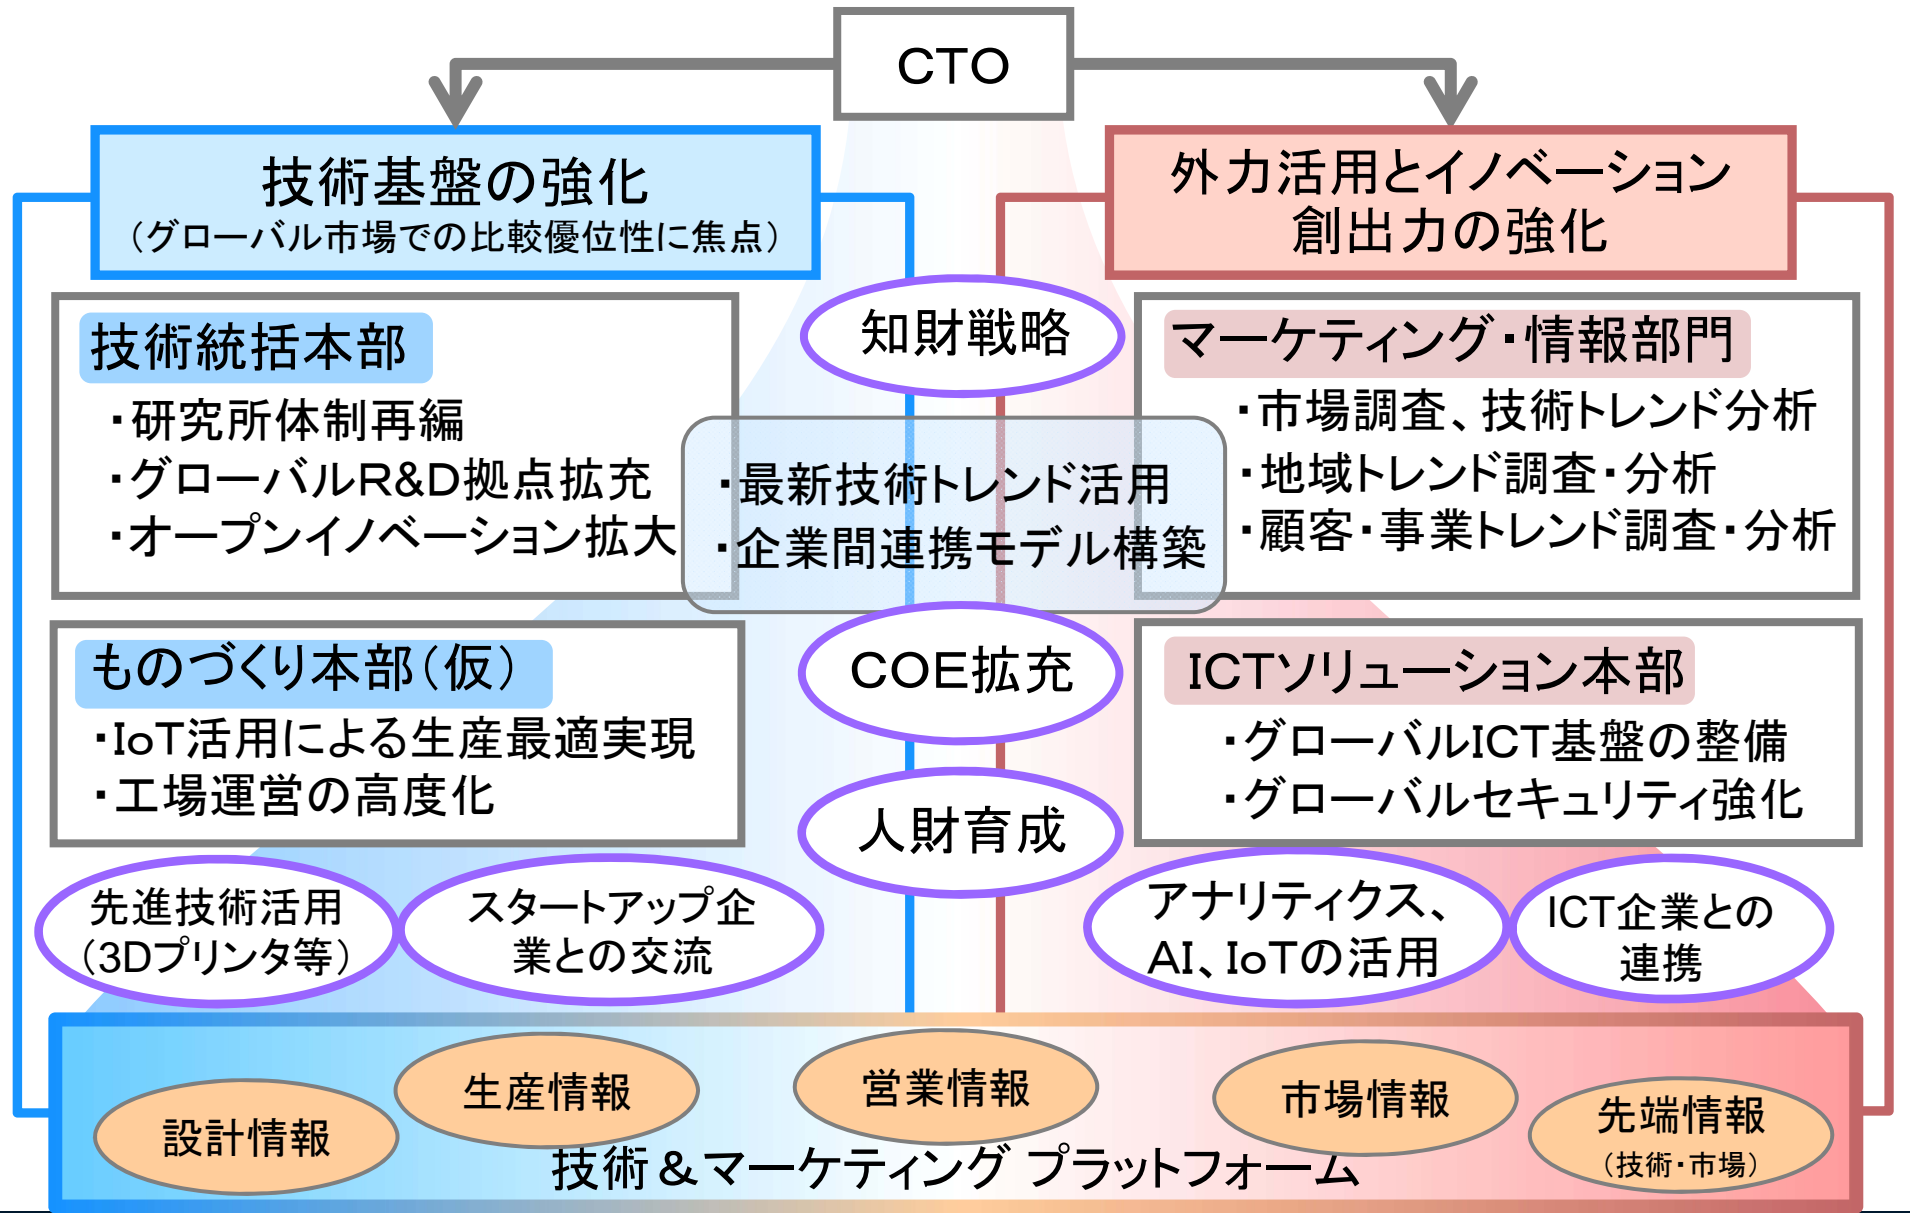 CTO
技術基盤の強化
（グローバル市場での比較優位性に焦点）
外力活用とイノベーション
創出力の強化
技術統括本部
・研究所体制再編
・グローバルR&D拠点拡充
・オープンイノベーション拡大
知財戦略
・最新技術トレンド活用
・企業間連携モデル構築
マーケティング・情報部門
・市場調査、技術トレンド分析
・地域トレンド調査・分析
・顧客・事業トレンド調査・分析
ものづくり本部（仮）
・IoT活用による生産最適実現
・工場運営の高度化
COE拡充
人財育成
ICTソリューション本部
・グローバルICT基盤の整備
・グローバルセキュリティ強化
先進技術活用
（3Dプリンタ等）
スタートアップ企
業との交流
アナリティクス、
AI、IoTの活用
ICT企業との
連携
設計情報
生産情報
営業情報
市場情報
先端情報
（技術・市場）
技術＆マーケティング プラットフォーム